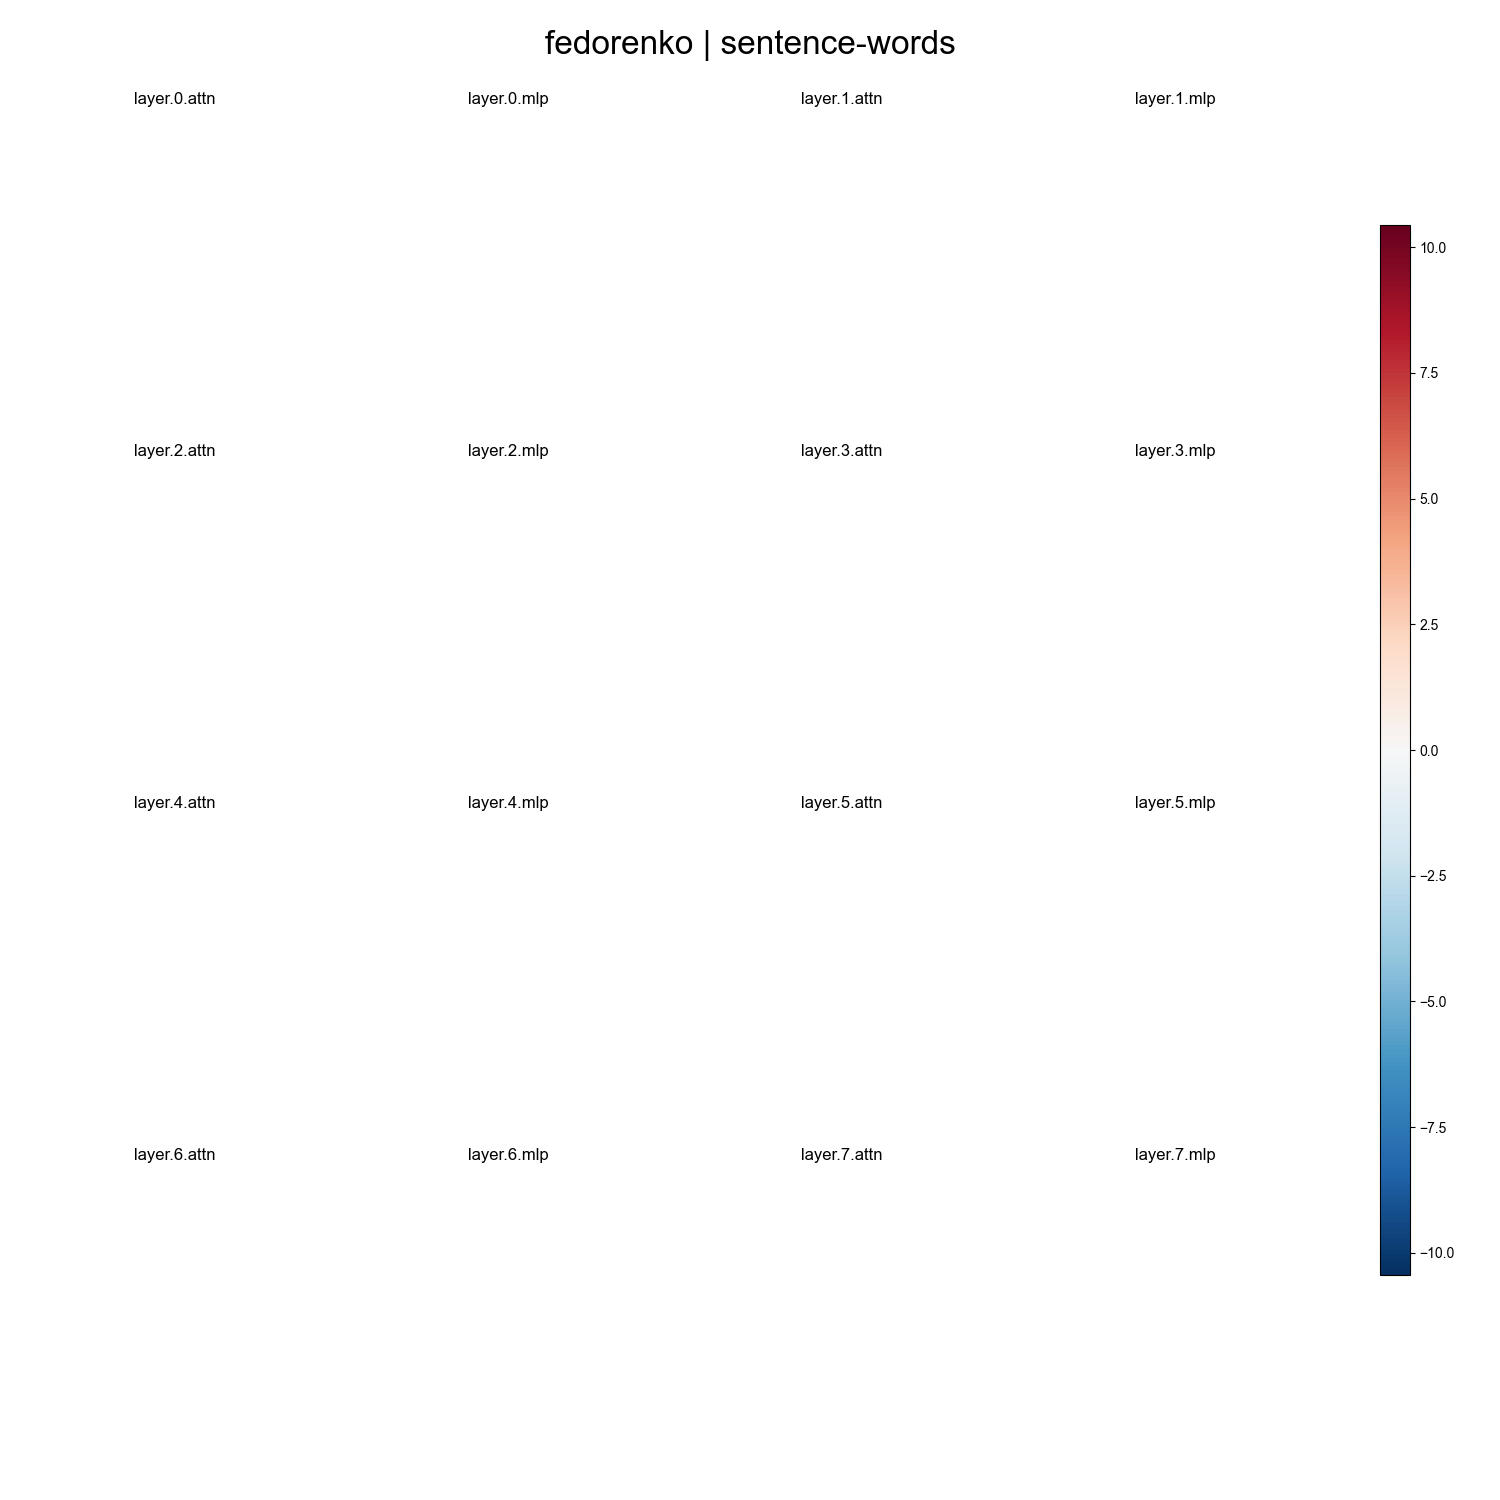 fedorenko | sentence-words
layer.0.attn layer.0.mlp layer.1.attn layer.1.mlp
10.0
7.5
layer.2.attn layer.2.mlp layer.3.attn layer.3.mlp
5.0
2.5
0.0
layer.4.attn layer.4.mlp layer.5.attn layer.5.mlp
−2.5
−5.0
−7.5
layer.6.attn layer.6.mlp layer.7.attn layer.7.mlp
−10.0